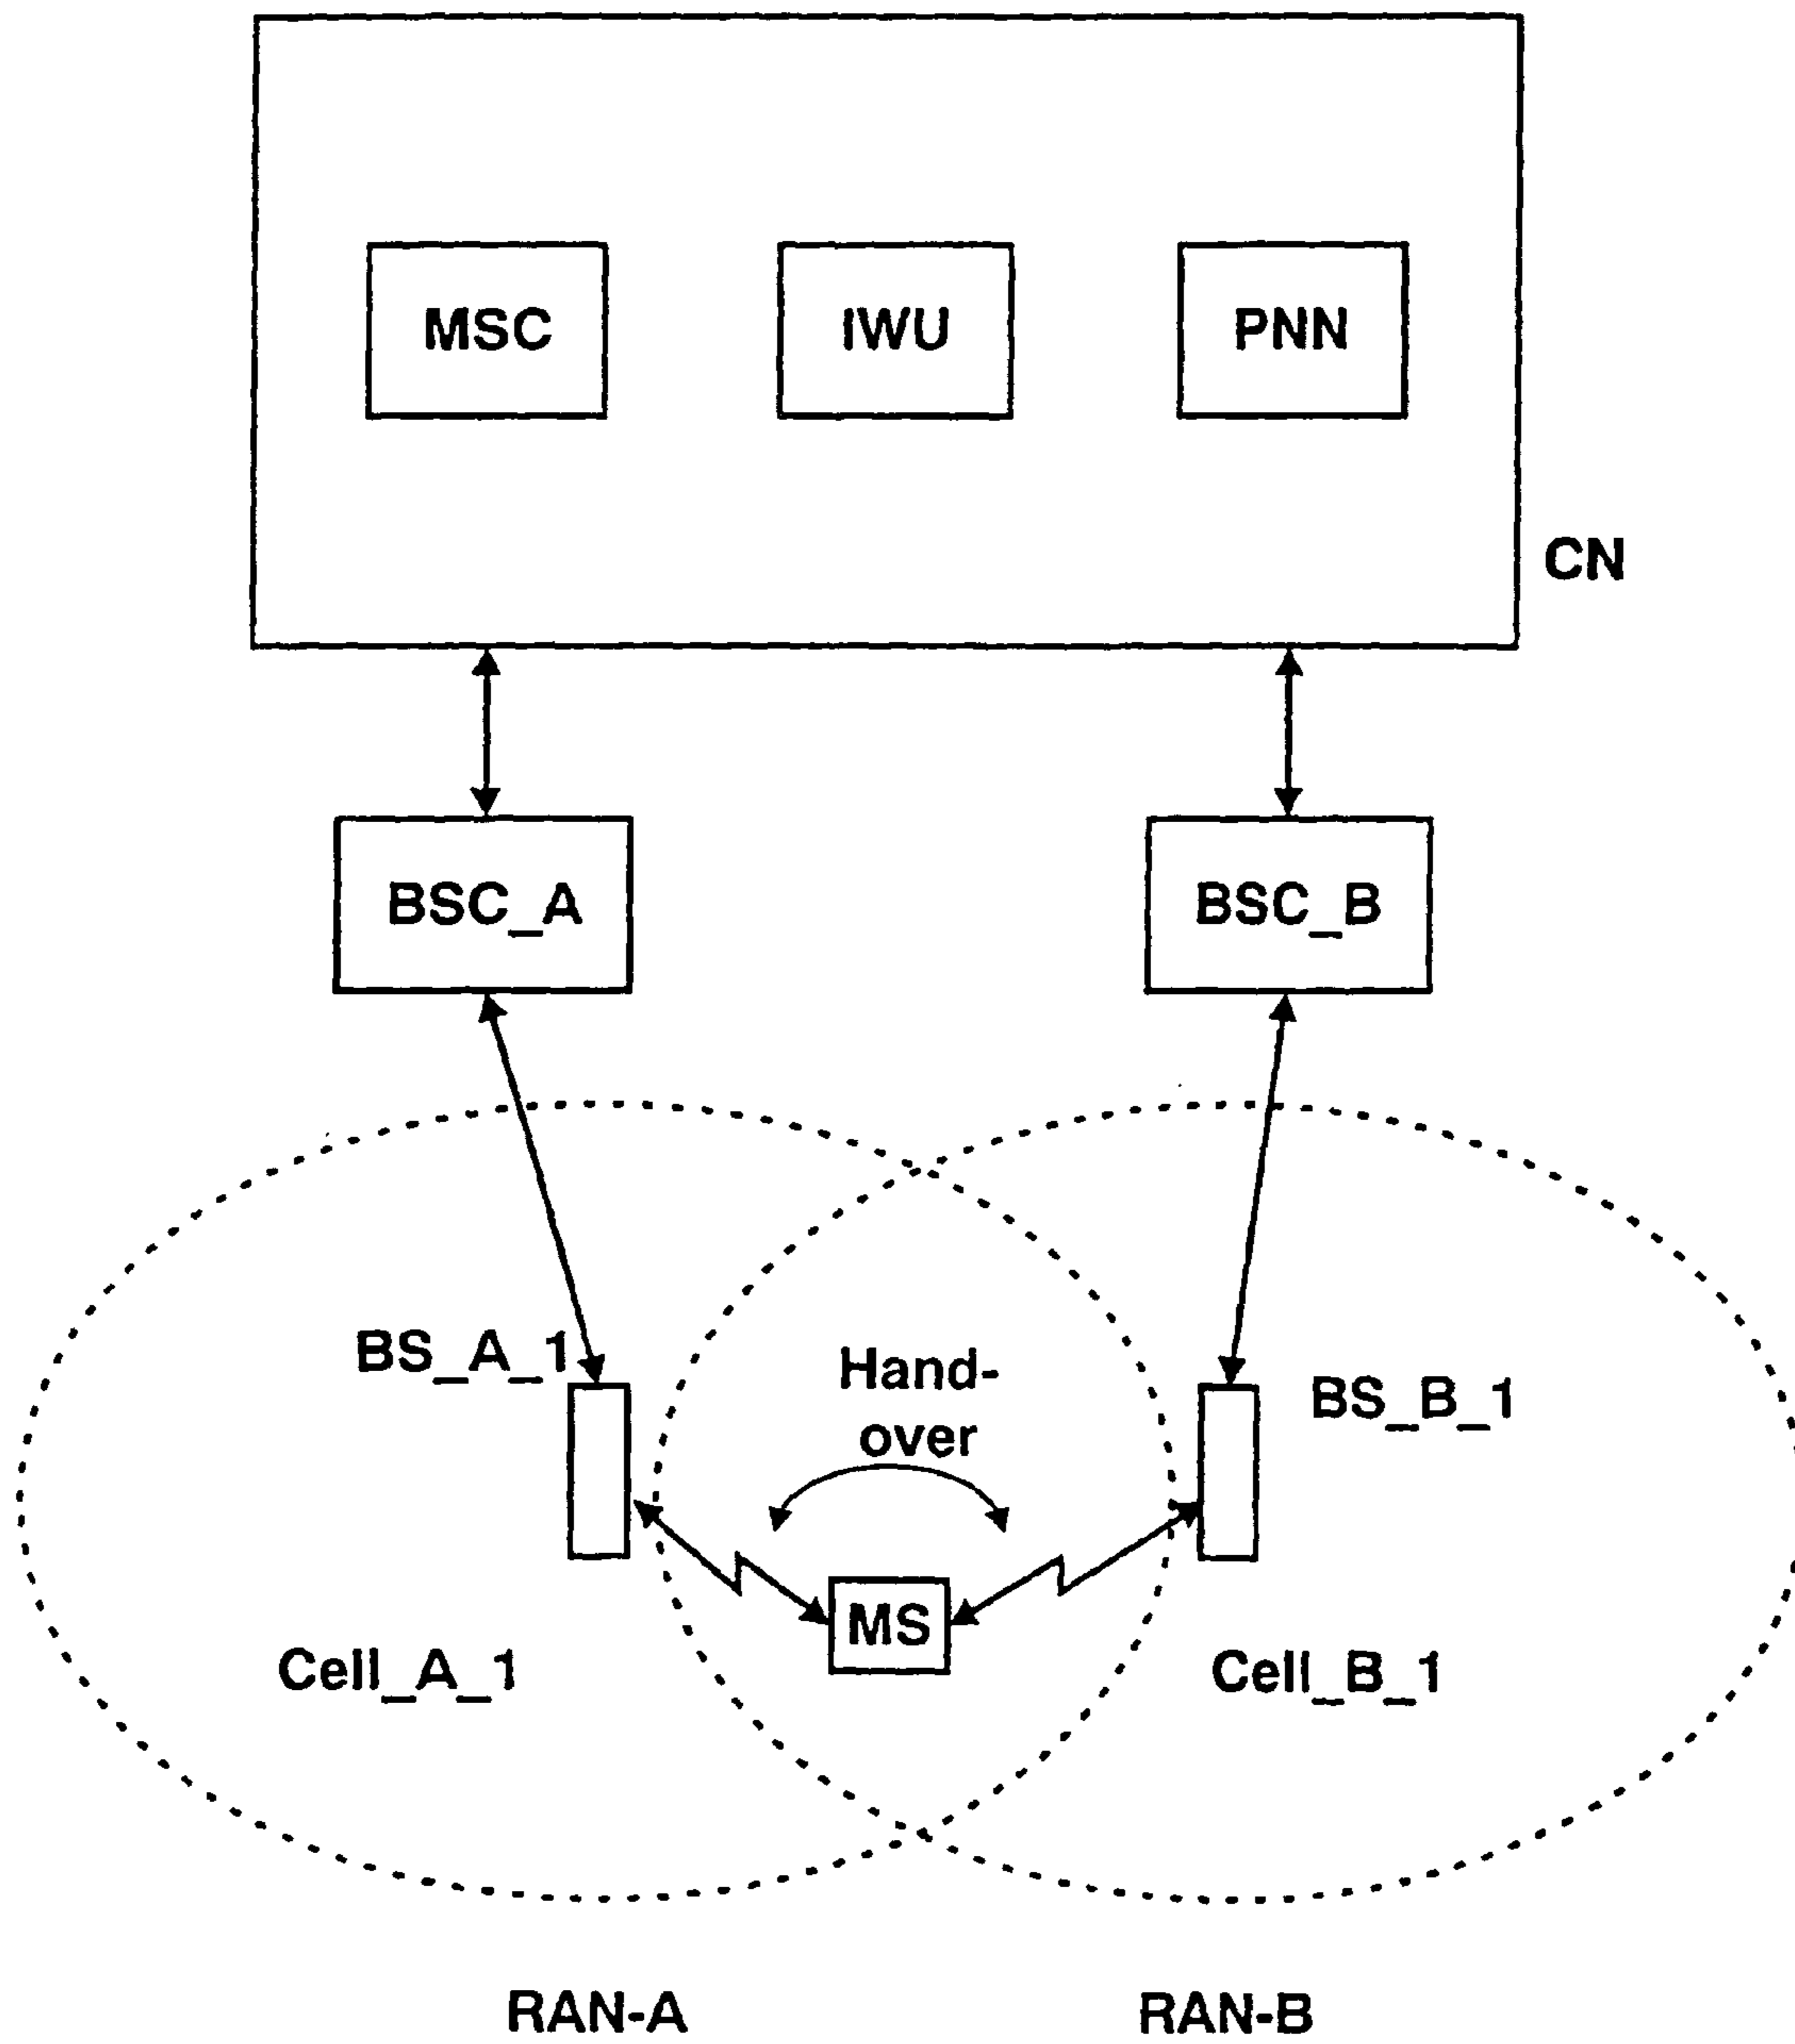 MSC
IWU
PNN
CN
BSC_A
BSC_B
BS_A_1
Hand-
over
BS_B_1
MS
Cell_A_1
Cell_B_1
RAN-A
RAN-B